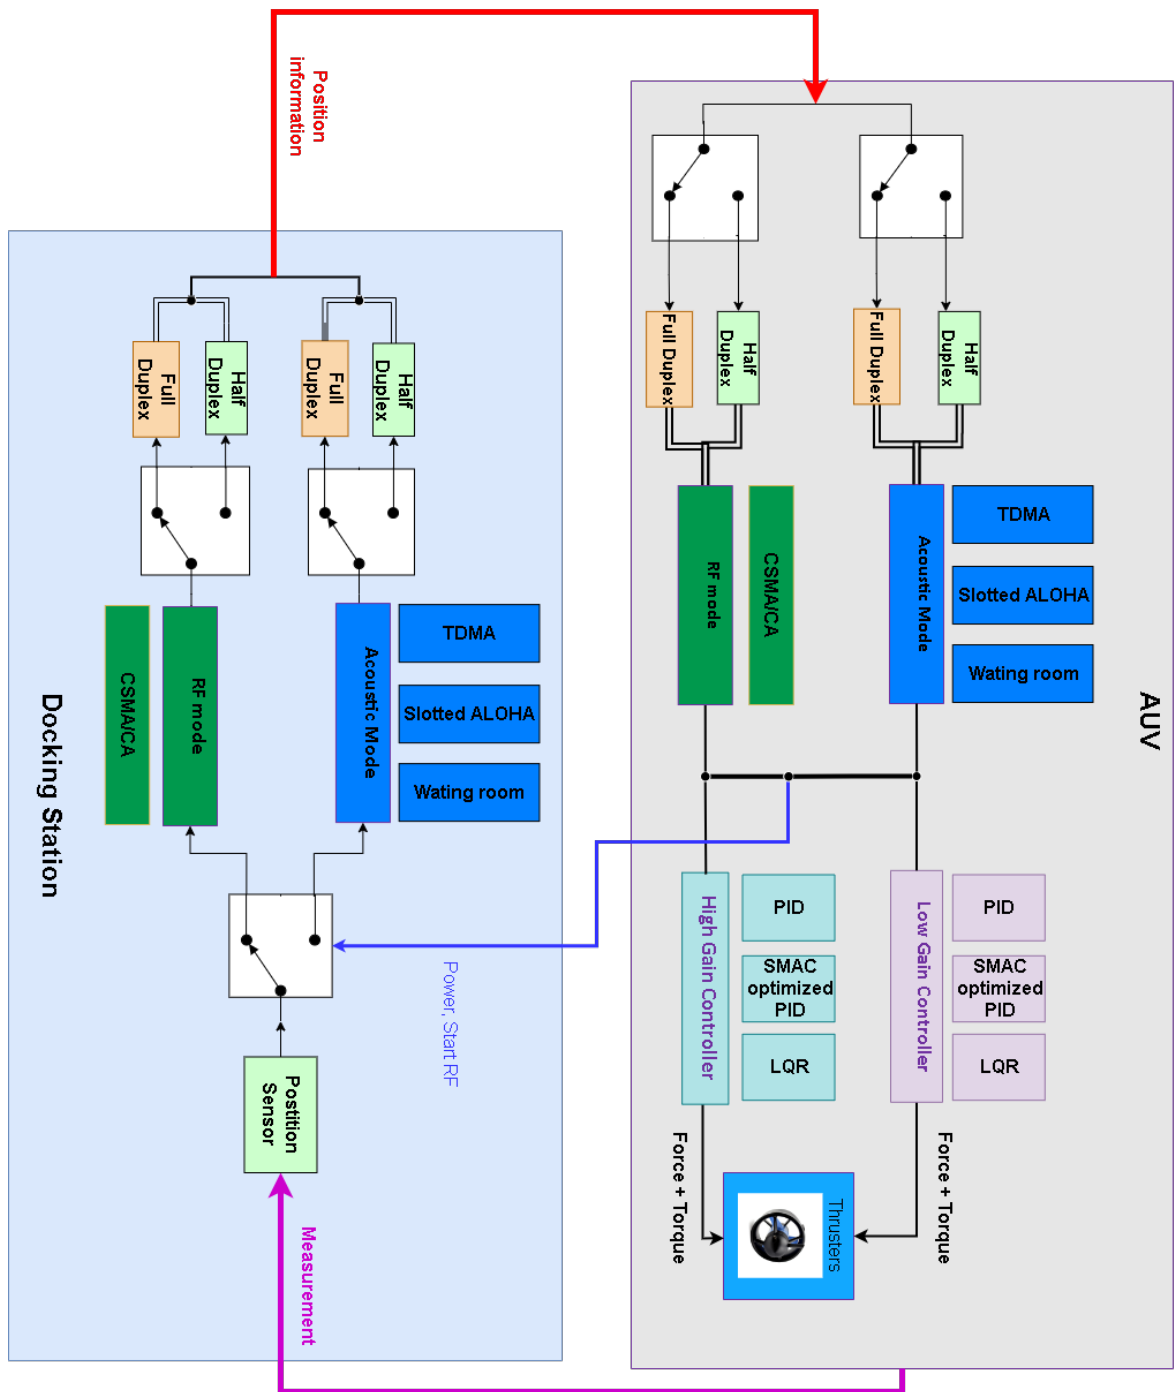 Position
information
Full
Duplex
Half
Duplex
Full
Duplex
Half
Duplex
CSMA/CA
RF mode
Acoustic Mode
TDMA
Slotted ALOHA
Wating room
Docking Station
Power, Start RF
Postition
Sensor
Measurement
AUV
Full Duplex
Half
Duplex
Full Duplex
Half
Duplex
RF mode
CSMA/CA
Acoustic Mode
TDMA
Slotted ALOHA
Wating room
High Gain Controller
PID
SMAC
optimized
PID
LQR
Low Gain Controller
PID
SMAC
optimized
PID
LQR
Force + Torque
Thrusters
Force + Torque